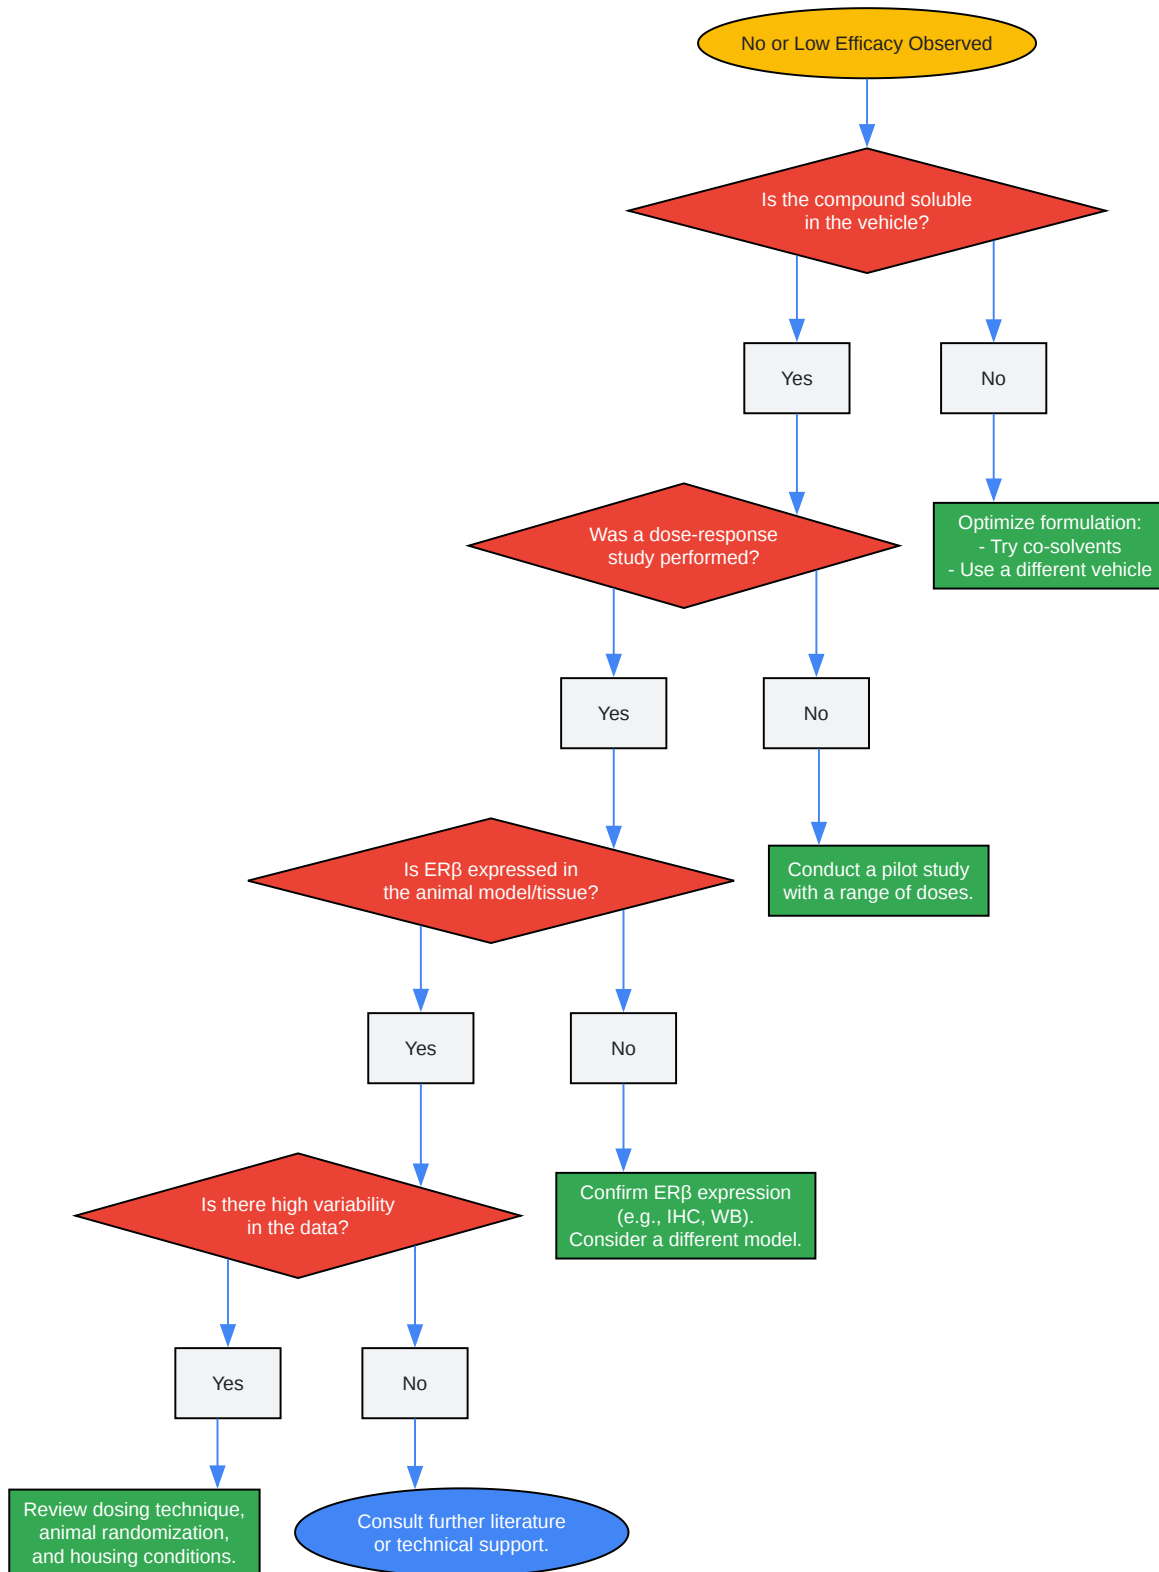 No or Low Efficacy Observed
Is the compound soluble
in the vehicle?
Yes
No
Optimize formulation:
- Try co-solvents
- Use a different vehicle
Was a dose-response
study performed?
Yes
No
Conduct a pilot study
with a range of doses.
Is ERβ expressed in
the animal model/tissue?
Yes
No
Confirm ERβ expression
(e.g., IHC, WB).
Consider a different model.
Is there high variability
in the data?
Yes
No
Review dosing technique,
animal randomization,
and housing conditions.
Consult further literature
or technical support.